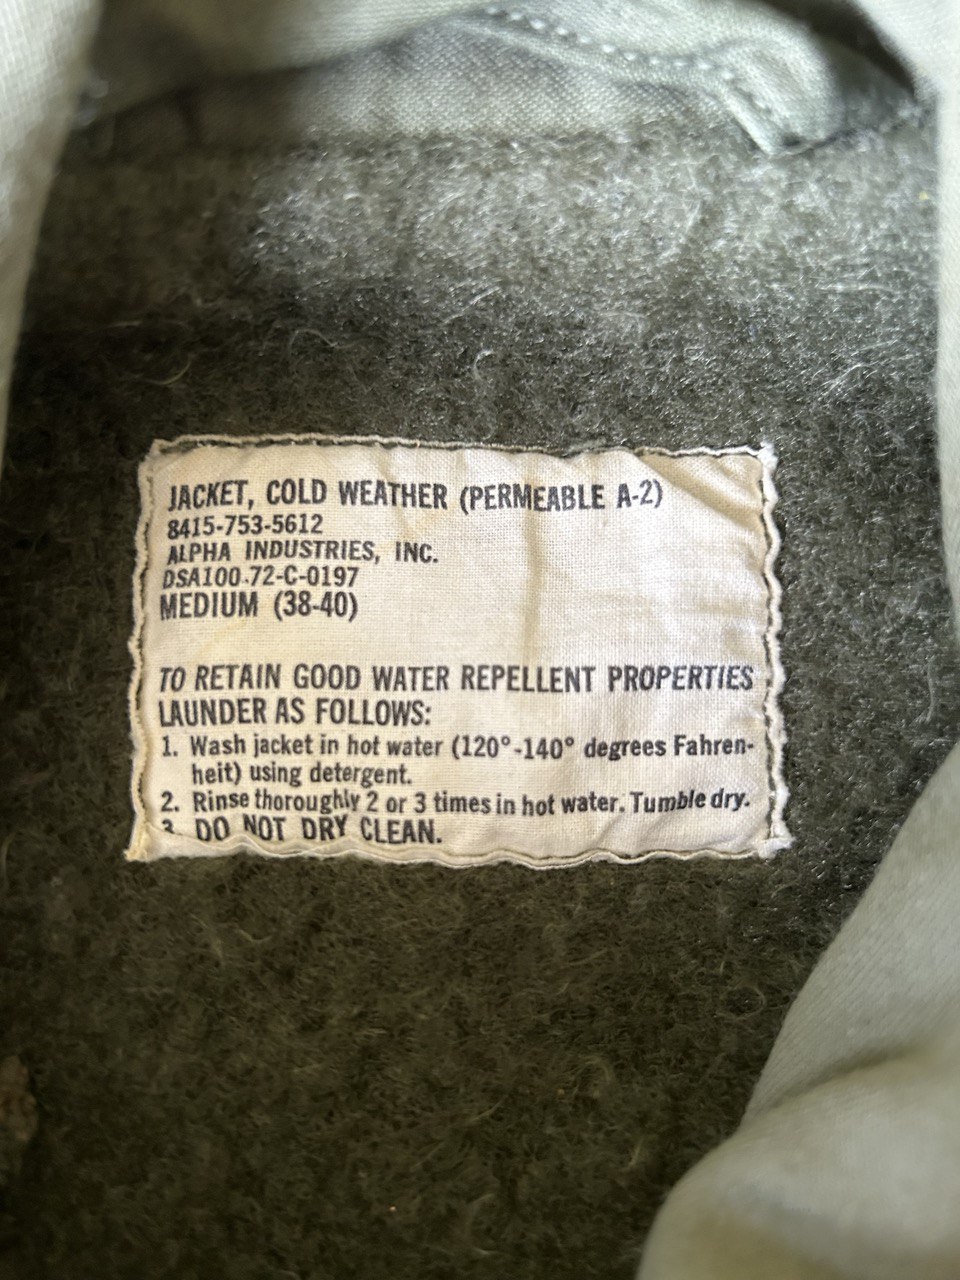 JACKET, COLD WEATHER (PERMEABLE A-2)
8415-753-5612
ALPHA INDUSTRIES, INC.
DSA100-72-C-0197
MEDIUM (38-40)
TO RETAIN GOOD WATER REPELLENT PROPERTIES
LAUNDER AS FOLLOWS:
1. Wash jacket in hot water (120°-140° degrees Fahren-
heit) using detergent.
2. Rinse thoroughly 2 or 3 times in hot water. Tumble dry.
3. DO NOT DRY CLEAN.